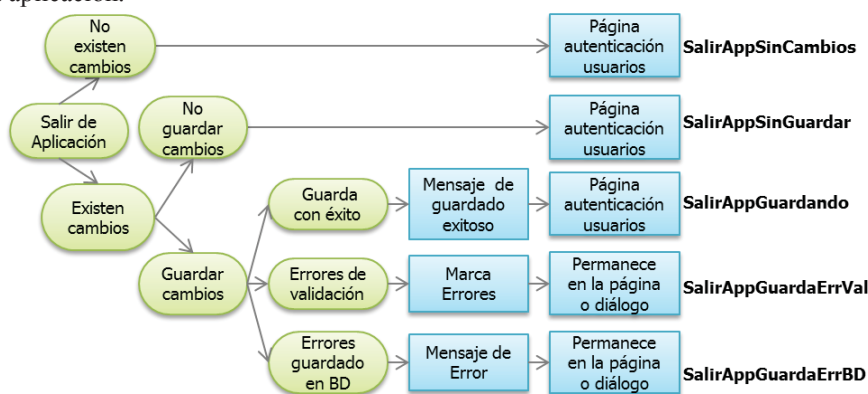 aplicación.
No
existen
cambios
Página
autenticación
usuarios
SalirAppSinCambios
Salir de
Aplicación
No
guardar
cambios
Página
autenticación
usuarios
SalirAppSinGuardar
Existen
cambios
Guarda
con éxito
Mensaje de
guardado
exitoso
Página
autenticación
usuarios
SalirAppGuardando
Guardar
cambios
Errores de
validación
Marca
Errores
Permanece
en la página
o diálogo
SalirAppGuardaErrVal
Errores
guardado
en BD
Mensaje de
Error
Permanece
en la página
o diálogo
SalirAppGuardaErrBD